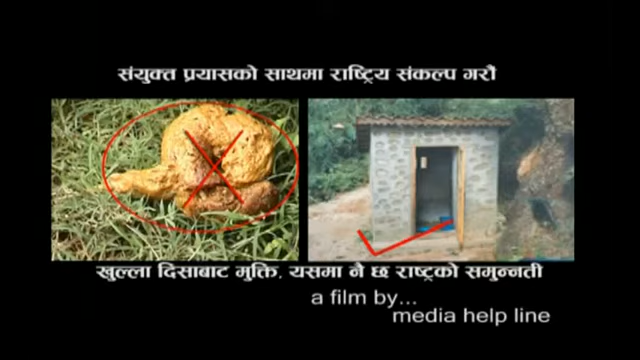 संयुक्त प्रयासको साथमा राष्ट्रिय संकल्प गरौं
खुल्ला दिसाबाट मुक्ति, यसमा नै छ राष्ट्रको समुन्नती
a film by...
media help line